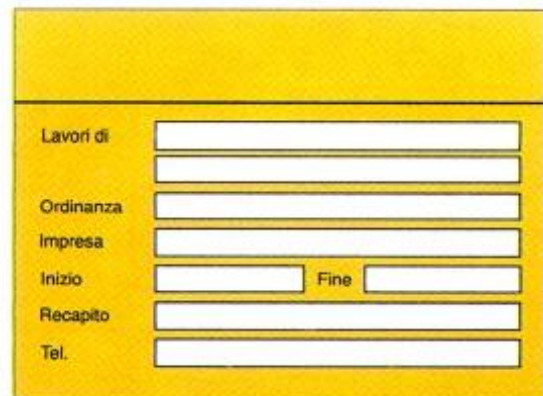 Lavori di
Ordinanza
Impresa
Inizio Fine
Recapito
Tel.